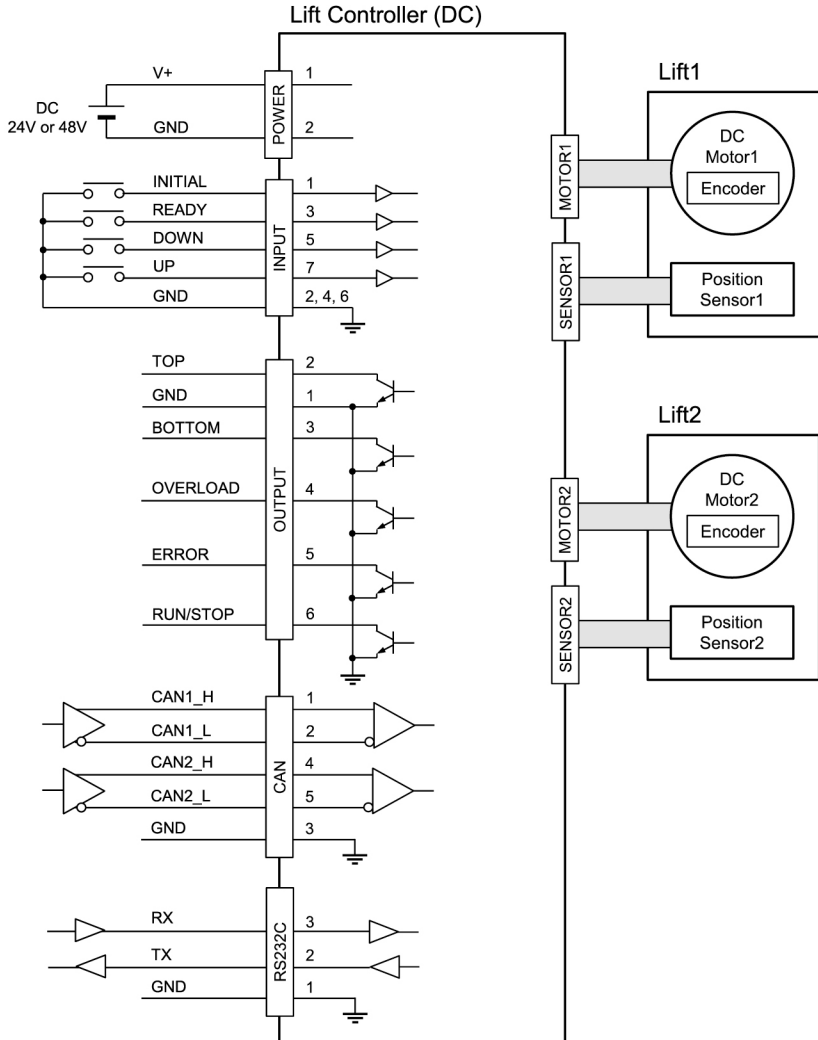 Lift Controller (DC)
DC
24V or 48V
V+
GND
POWER
1
2
INITIAL
READY
DOWN
UP
GND
INPUT
1
3
5
7
2, 4, 6
TOP
GND
BOTTOM
OVERLOAD
ERROR
RUN/STOP
OUTPUT
2
1
3
4
5
6
CAN1_H
CAN1_L
CAN2_H
CAN2_L
GND
CAN
1
2
4
5
3
RX
TX
GND
RS232C
3
2
1
MOTOR1
SENSOR1
Lift1
DC
Motor1
Encoder
Position
Sensor1
MOTOR2
SENSOR2
Lift2
DC
Motor2
Encoder
Position
Sensor2